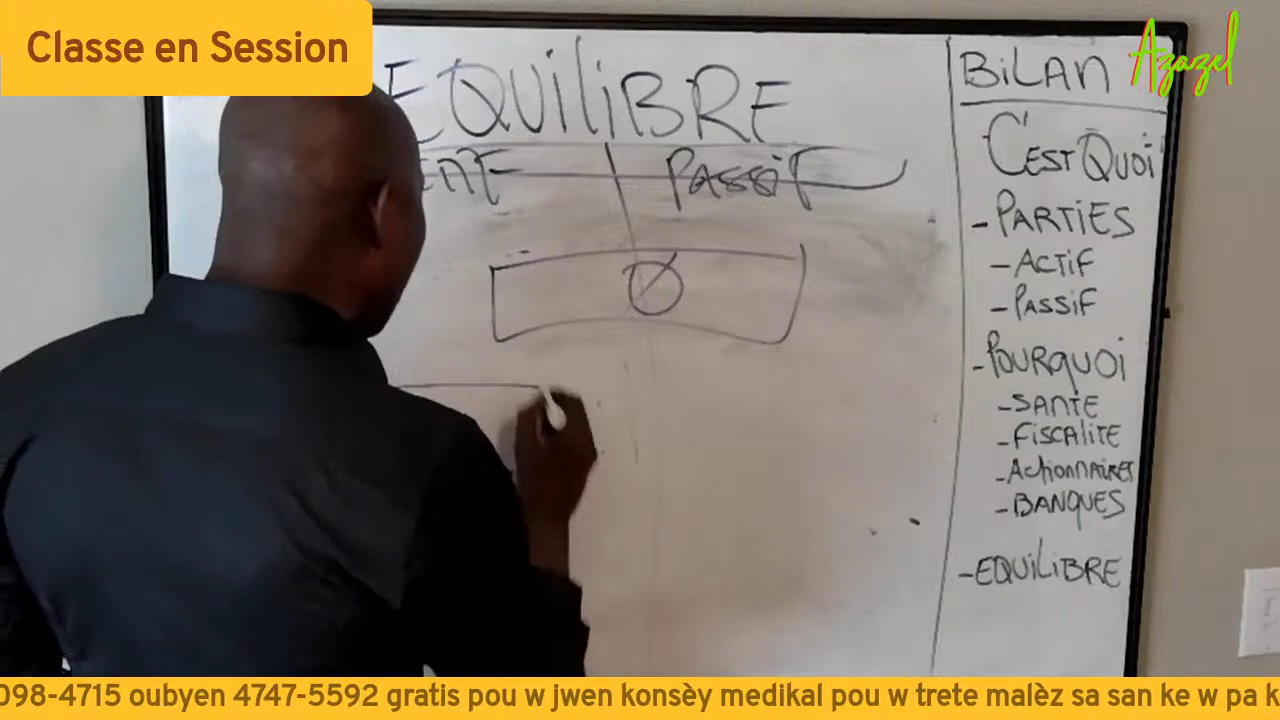 Classe en Session
Azazel
EQUILIBRE
PASSIF
BILAN
C'EST QUOI
- PARTIES
- ACTIF
- PASSIF
- POURQUOI
- SANTE
- FISCALITE
- ACTIONNAIRES
- BANQUES
- EQUILIBRE
098-4715 oubyen 4747-5592 gratis pou w jwen konsèy medikal pou w trete malèz sa san ke w pa k